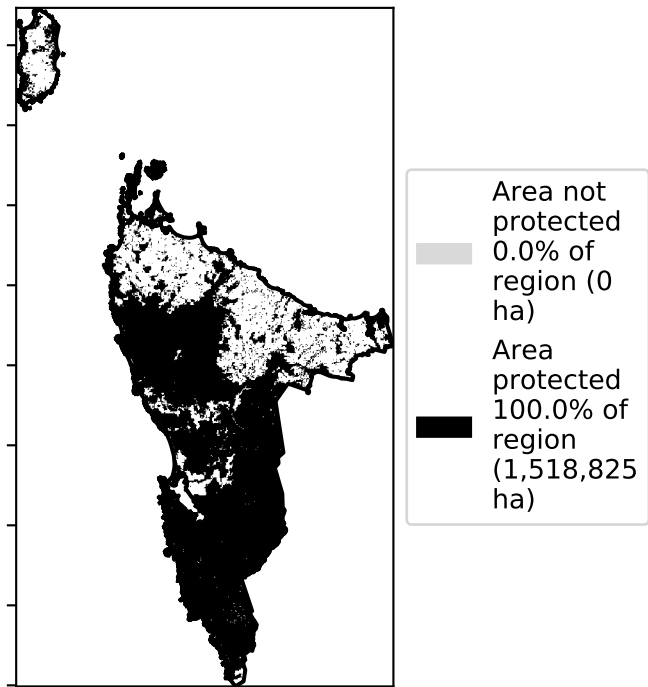 Area not
protected
0.0% of
region (0
ha)
Area
protected
100.0% of
region
(1,518,825
ha)